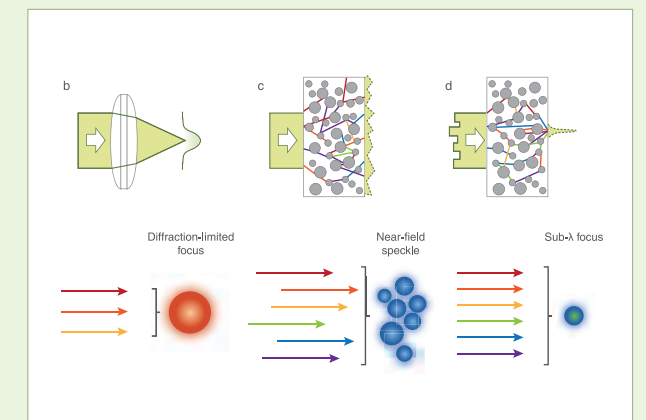 b
c
d
Diffraction-limited
focus
Near-field
speckle
Sub-λ focus